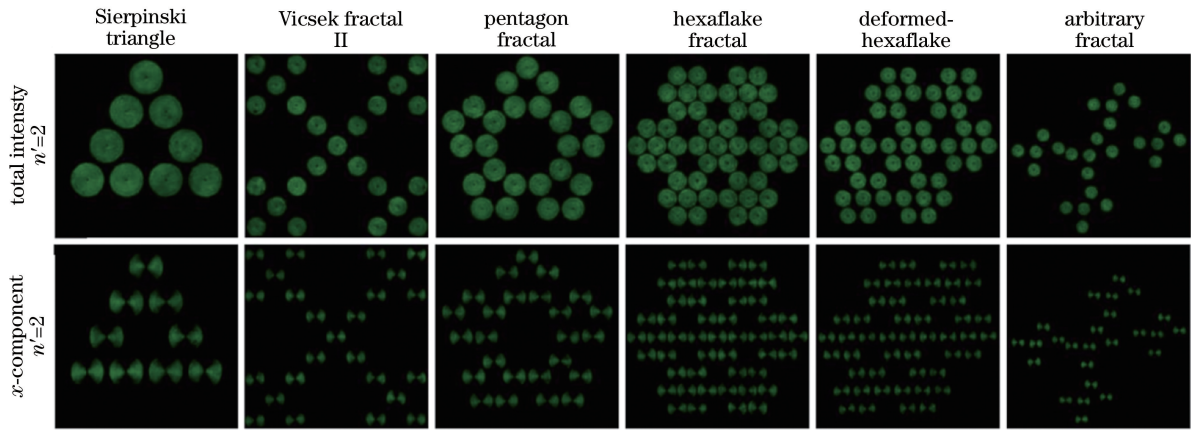 Sierpinski
triangle
Vicsek fractal
II
pentagon
fractal
hexaflake
fractal
deformed-
hexaflake
arbitrary
fractal
total intensty
n′=2
x-component
n′=2